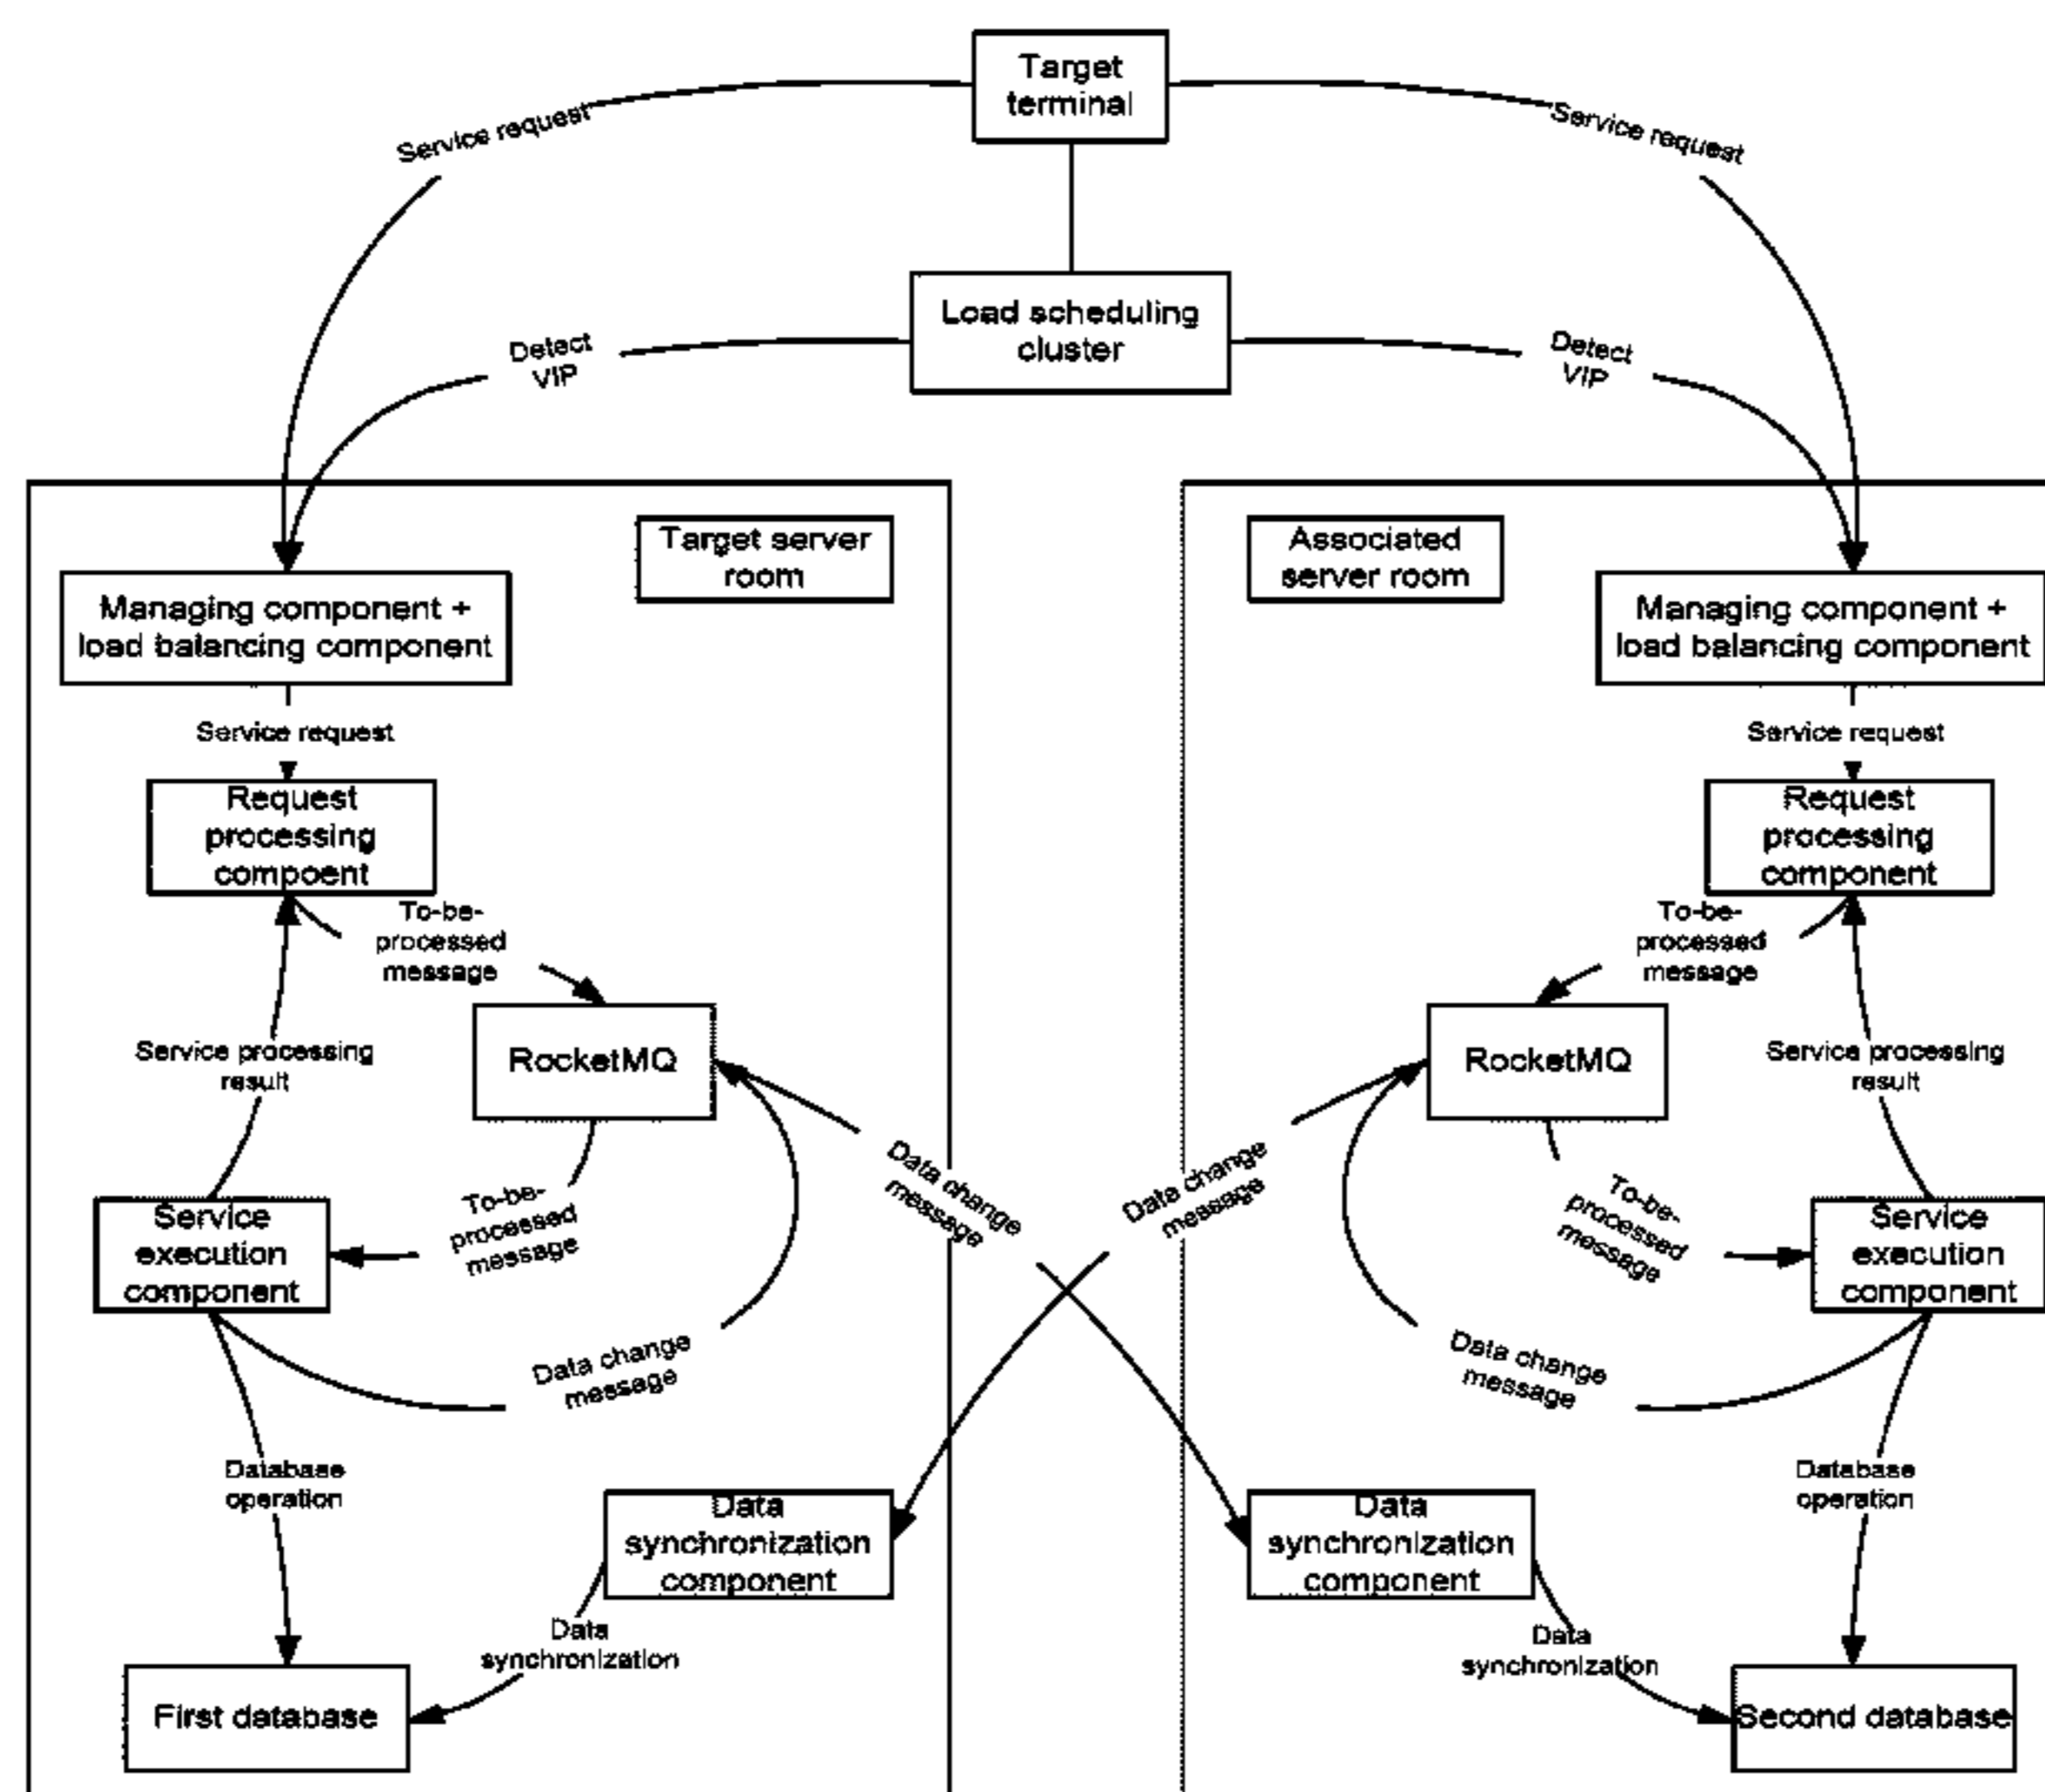 Target
terminal
Service request
Service request
Load scheduling
cluster
Detect
VIP
Detect
VIP
Target server
room
Associated
server room
Managing component +
load balancing component
Managing component +
load balancing component
Service request
Service request
Request
processing
compoent
Request
processing
component
To-be-
processed
message
To-be-
processed
message
RocketMQ
RocketMQ
Service processing
result
Service processing
result
Data change
message
Data change
message
To-be-
processed
message
To-be-
processed
message
Service
execution
component
Service
execution
component
Data change
message
Data change
message
Database
operation
Database
operation
Data
synchronization
component
Data
synchronization
component
Data
synchronization
Data
synchronization
First database
Second database